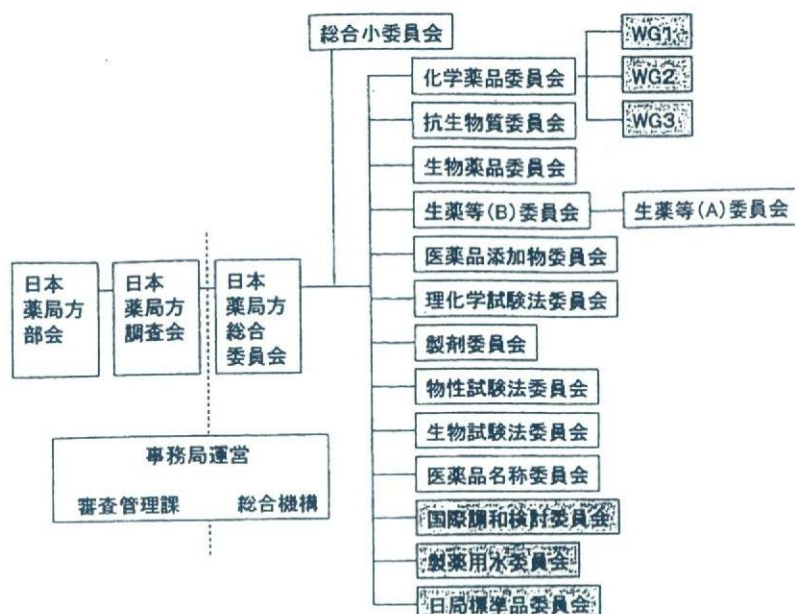 総合小委員会
化学薬品委員会
WG1
WG2
WG3
抗生物質委員会
生物薬品委員会
生薬等(B)委員会
生薬等(A)委員会
医薬品添加物委員会
理化学試験法委員会
製剤委員会
物性試験法委員会
生物試験法委員会
医薬品名称委員会
国際調和検討委員会
製薬用水委員会
日局標準品委員会
日本
薬局方
部会
日本
薬局方
調査会
日本
薬局方
総合
委員会
事務局運営
審査管理課
総合機構